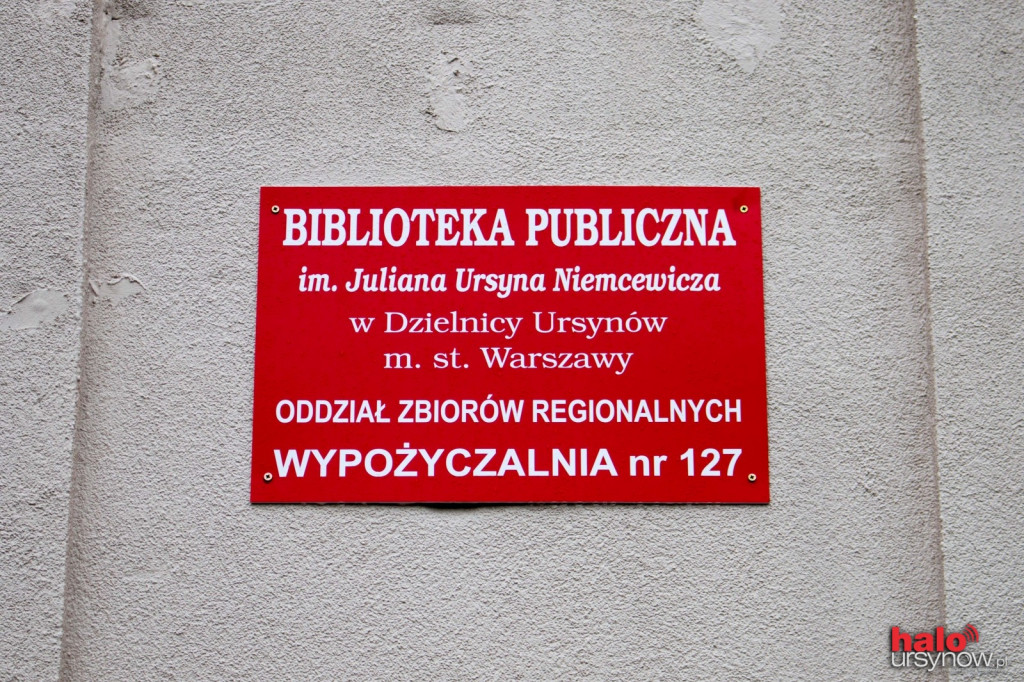 BIBLIOTEKA PUBLICZNA
im. Juliana Ursyna Niemcewicza
w Dzielnicy Ursynów
m. st. Warszawy
ODDZIAŁ ZBIORÓW REGIONALNYCH
WYPOŻYCZALNIA nr 127
halo
ursynow.pl